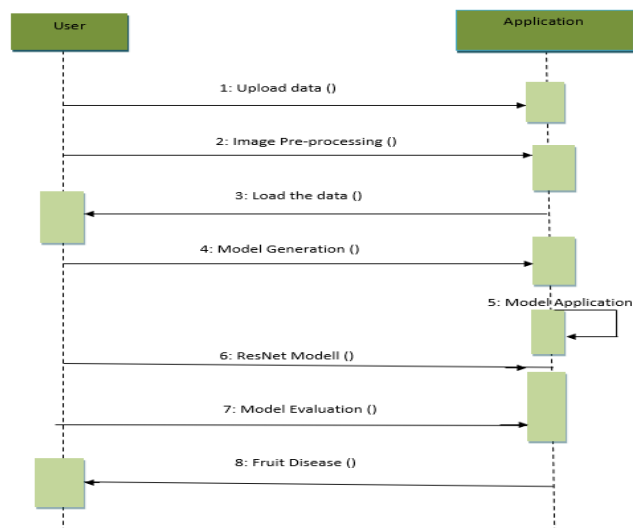 User
Application
1: Upload data ()
2: Image Pre-processing ()
3: Load the data ()
4: Model Generation ()
5: Model Application
6: ResNet Modell ()
7: Model Evaluation ()
8: Fruit Disease ()